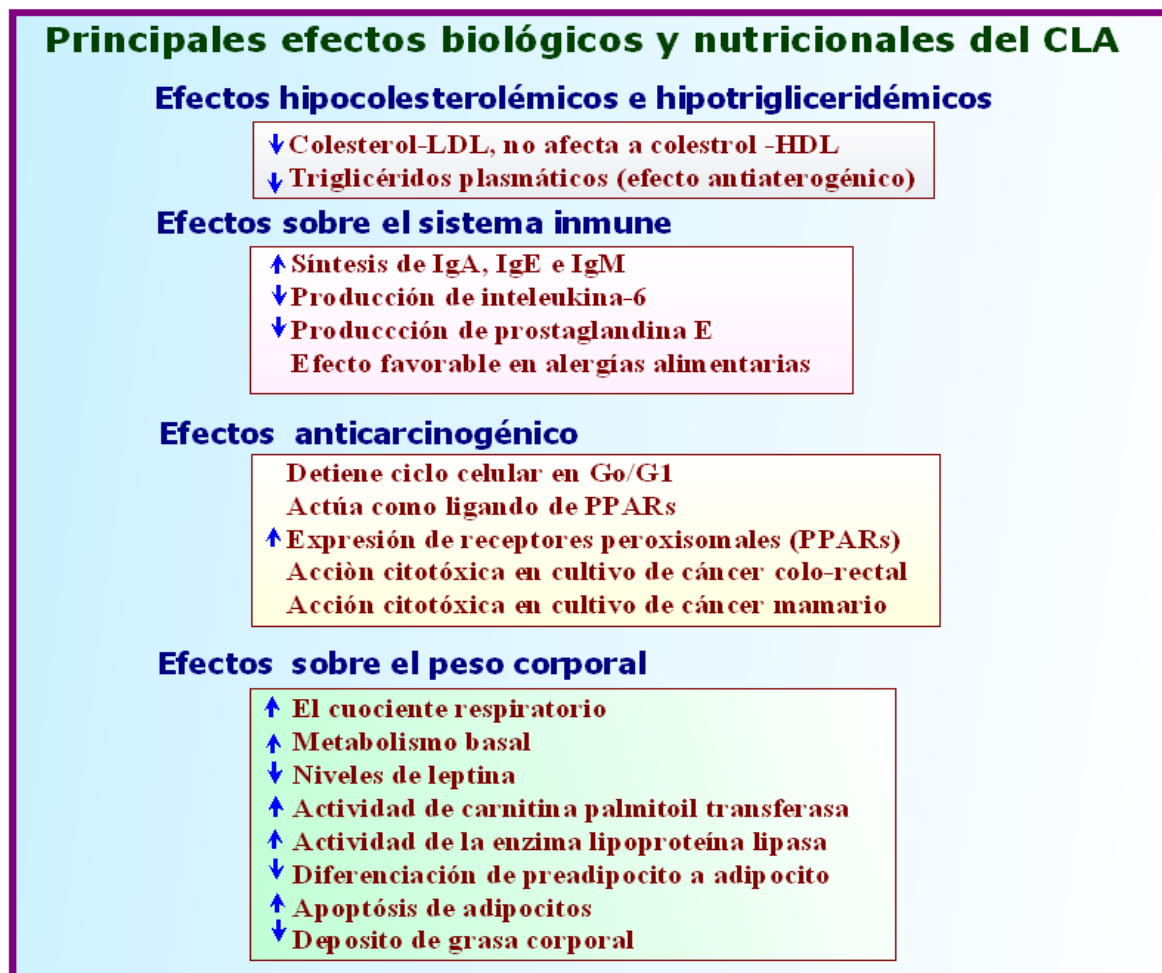 Principales efectos biológicos y nutricionales del CLA
Efectos hipocolesterolémicos e hipotrigliceridémicos
↓ Colesterol-LDL, no afecta a colestrol -HDL
↓ Triglicéridos plasmáticos (efecto antiaterogénico)
Efectos sobre el sistema inmune
↑ Síntesis de IgA, IgE e IgM
↓ Producción de inteleukina-6
↓ Produccción de prostaglandina E
Efecto favorable en alergías alimentarias
Efectos anticarcinogénico
Detiene ciclo celular en Go/G1
Actúa como ligando de PPARs
↑ Expresión de receptores peroxisomales (PPARs)
Acciòn citotóxica en cultivo de cáncer colo-rectal
Acción citotóxica en cultivo de cáncer mamario
Efectos sobre el peso corporal
↑ El cuociente respiratorio
↑ Metabolismo basal
↓ Niveles de leptina
↑ Actividad de carnitina palmitoil transferasa
↑ Actividad de la enzima lipoproteína lipasa
↓ Diferenciación de preadipocito a adipocito
↑ Apoptósis de adipocitos
↓ Deposito de grasa corporal